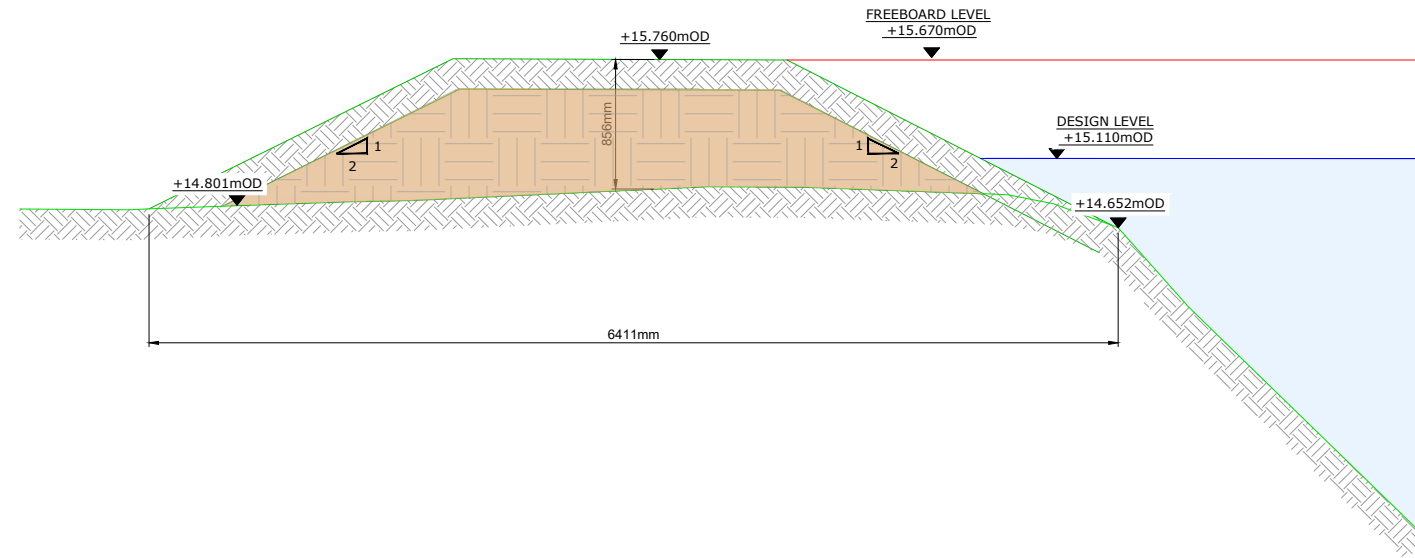 FREEBOARD LEVEL
+15.670mOD
+15.760mOD
DESIGN LEVEL
+15.110mOD
856mm
1
2
1
2
+14.801mOD
+14.652mOD
6411mm